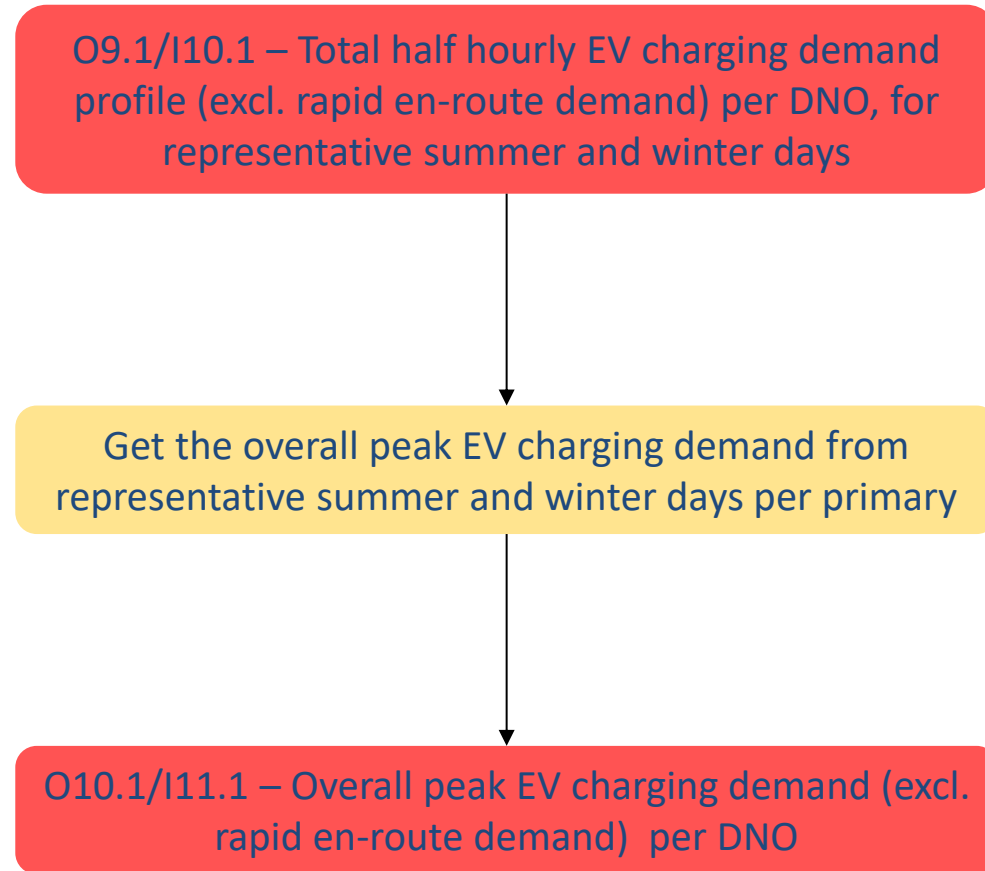 O9.1/I10.1 – Total half hourly EV charging demand
profile (excl. rapid en-route demand) per DNO, for
representative summer and winter days
Get the overall peak EV charging demand from
representative summer and winter days per primary
O10.1/I11.1 – Overall peak EV charging demand (excl.
rapid en-route demand)  per DNO